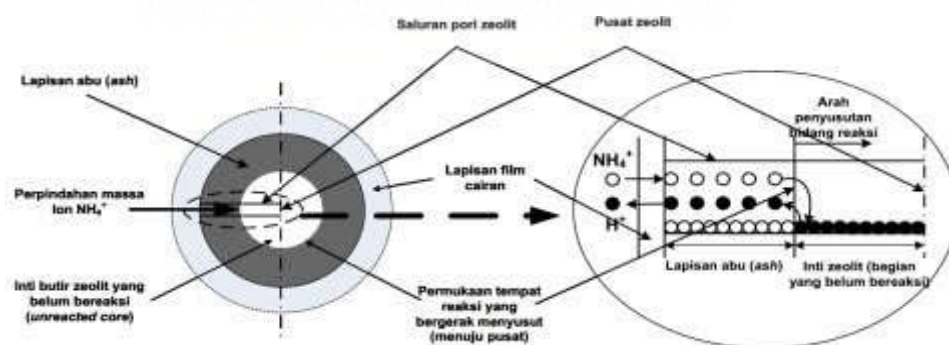 Saluran pori zeolit
Pusat zeolit
Lapisan abu (ash)
Arah
penyusutan
bidang reaksi
NH₄⁺
Lapisan film
cairan
Perpindahan massa
Ion NH₄⁺
H⁺
Lapisan abu (ash)
Inti zeolit (bagian
yang belum bereaksi)
Inti butir zeolit yang
belum bereaksi
(unreacted core)
Permukaan tempat
reaksi yang
bergerak menyusut
(menuju pusat)